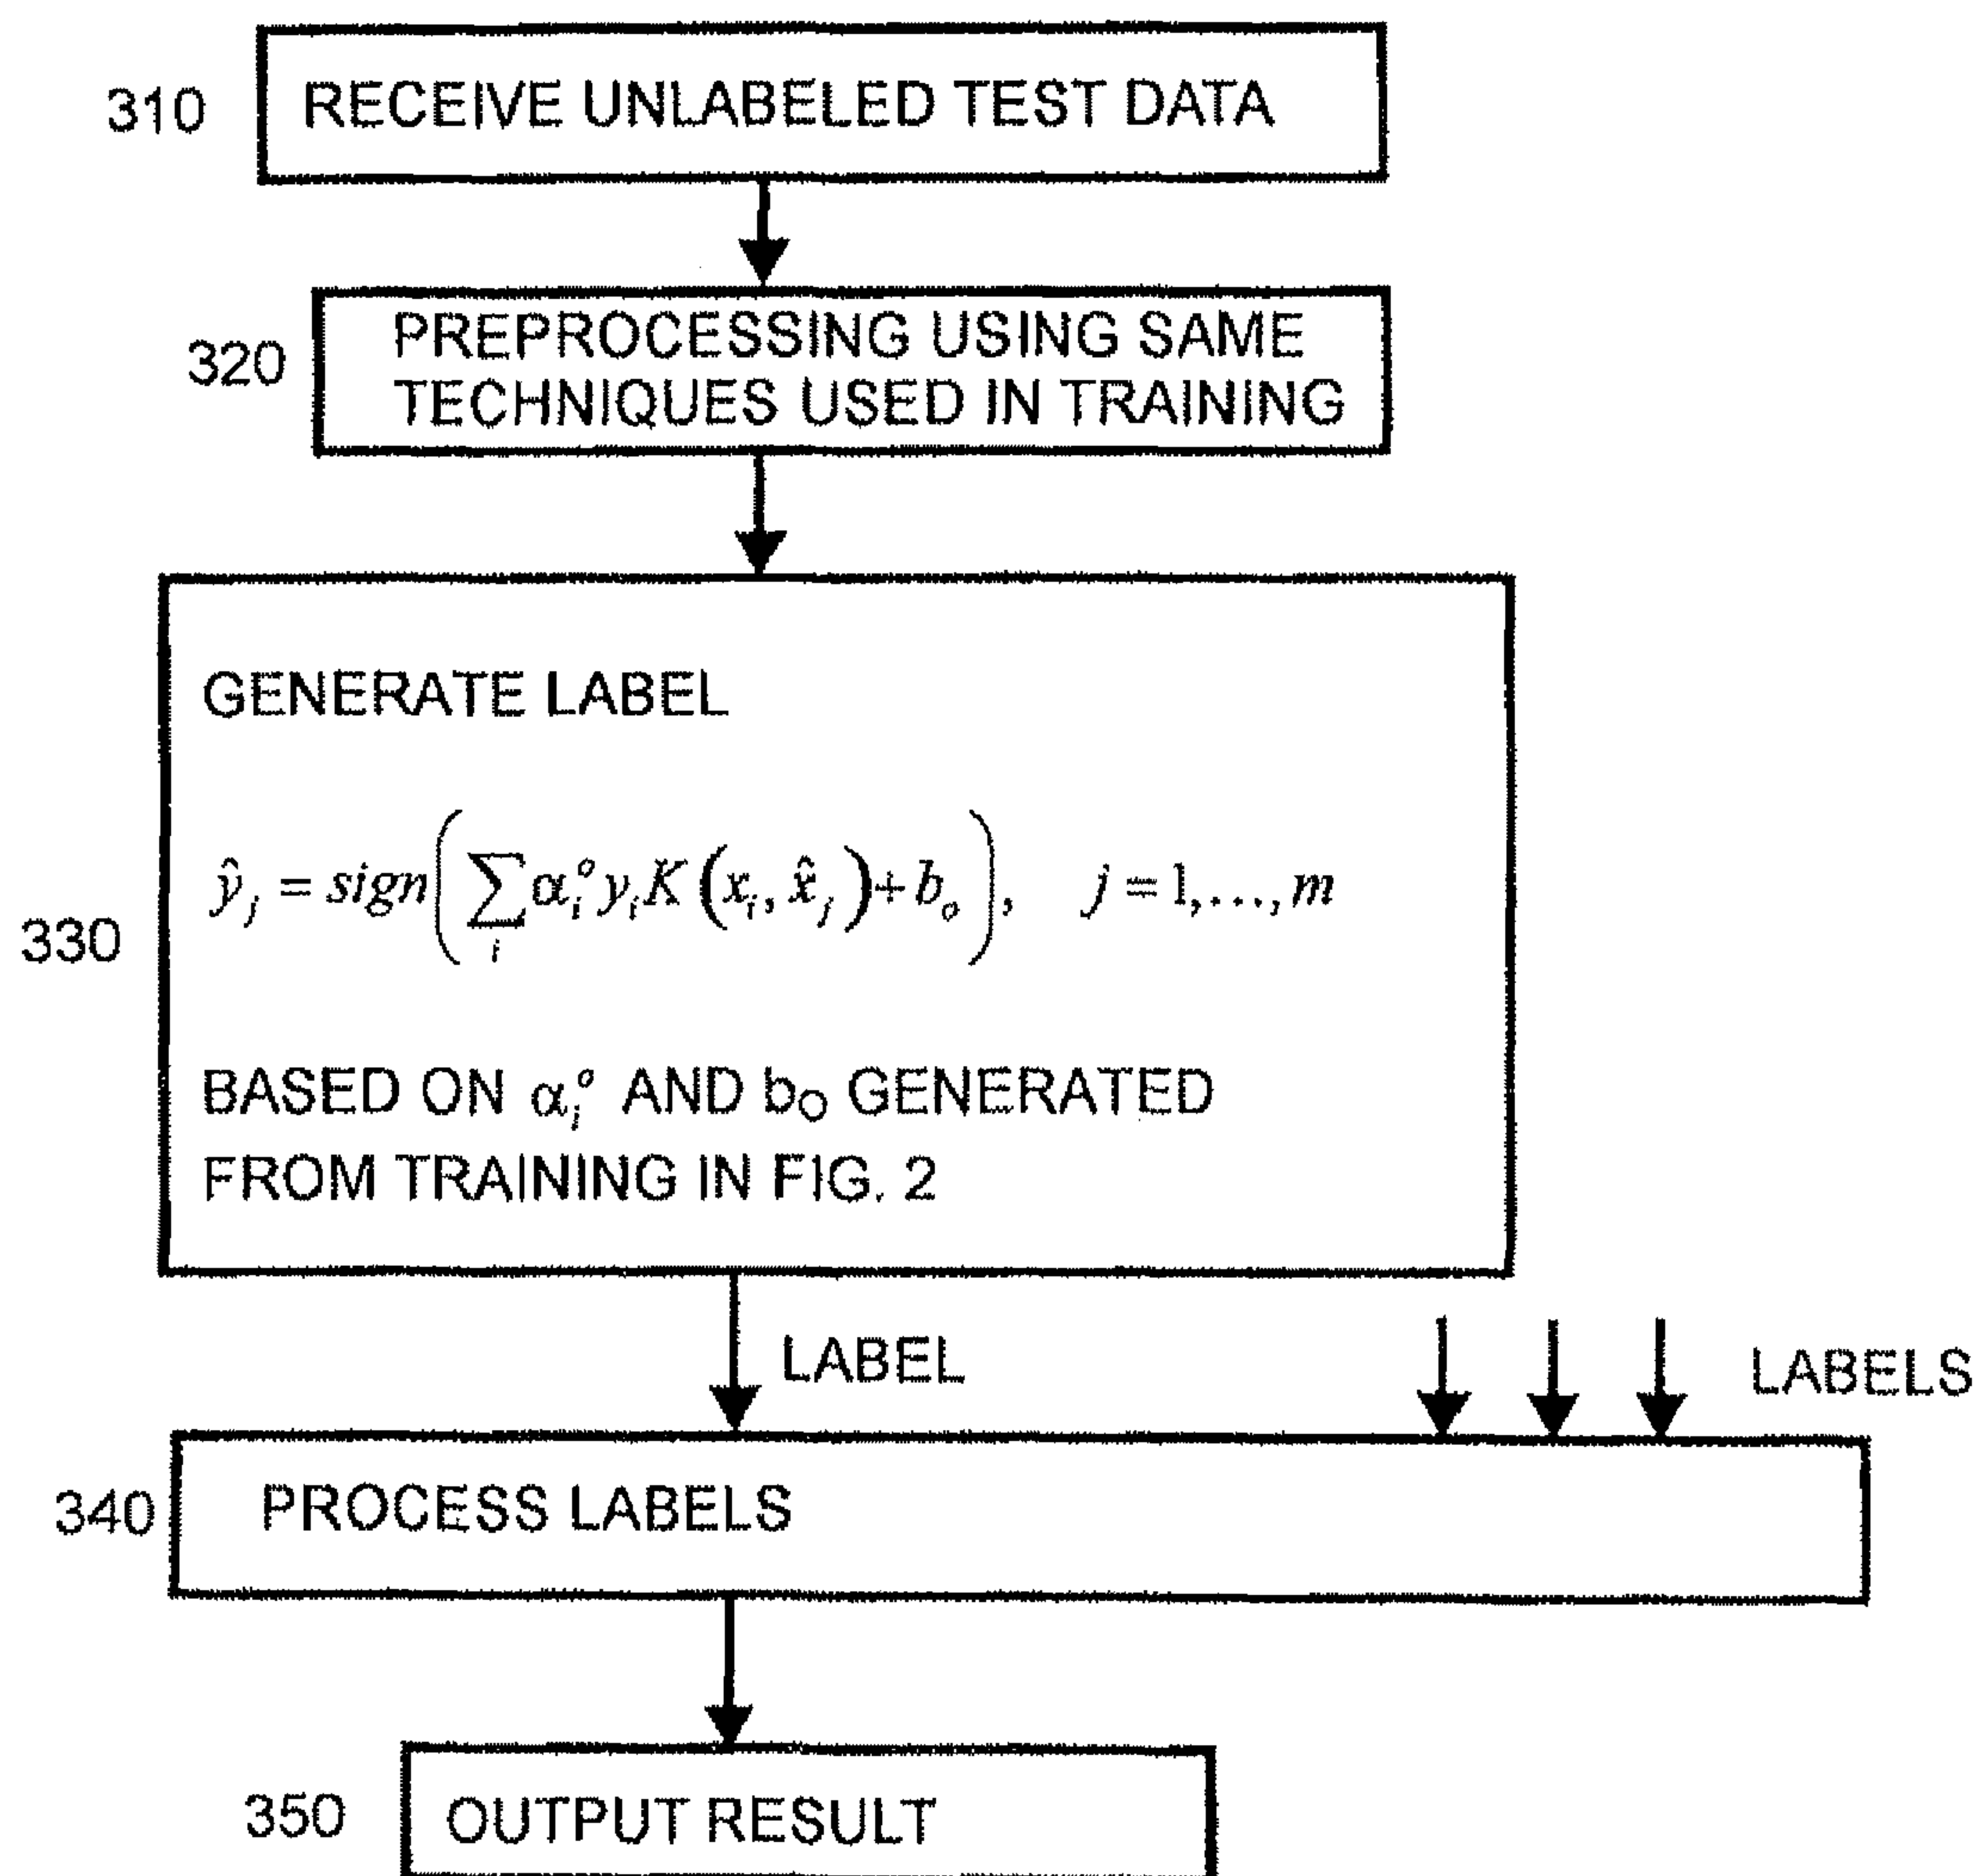 310 RECEIVE UNLABELED TEST DATA
320 PREPROCESSING USING SAME
TECHNIQUES USED IN TRAINING
GENERATE LABEL
330 ŷ_j = sign(∑_i α_i^o y_i K(x_i, x̂_j) + b_o), j = 1,...,m
BASED ON α_i^o AND b_O GENERATED
FROM TRAINING IN FIG. 2
LABEL
LABELS
340 PROCESS LABELS
350 OUTPUT RESULT